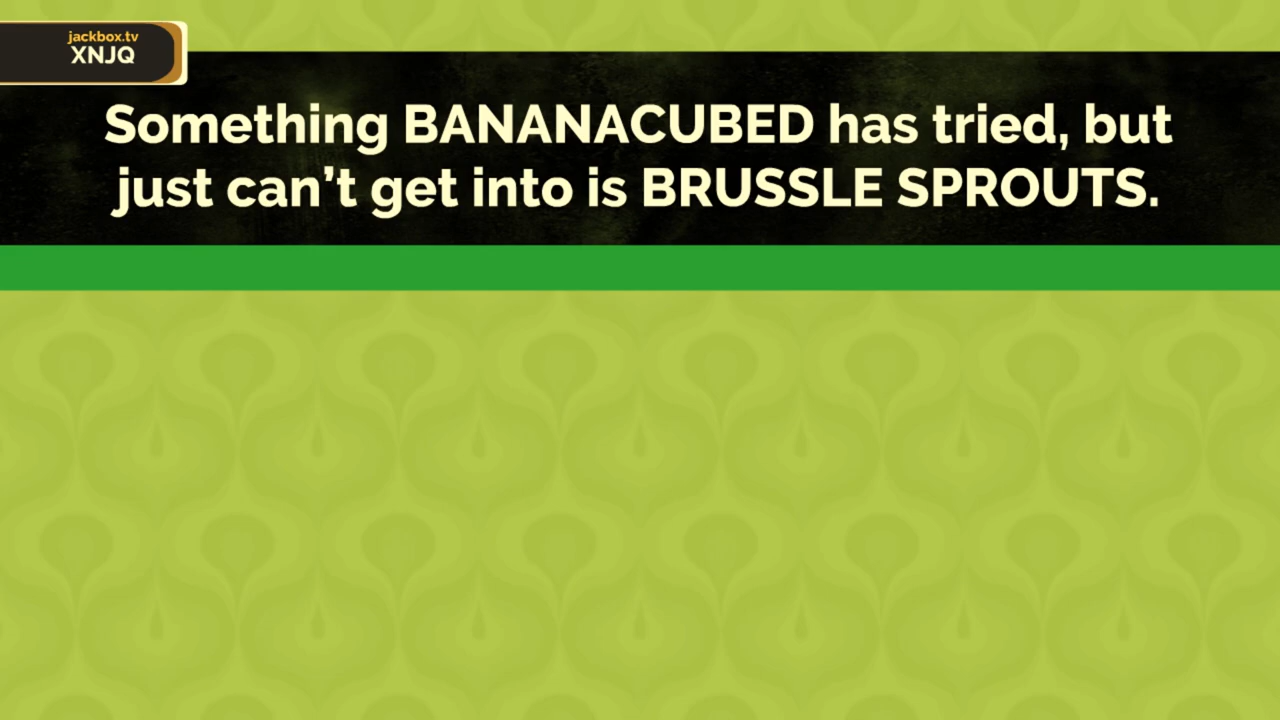 jackbox.tv
XNJQ
Something BANANACUBED has tried, but
just can’t get into is BRUSSLE SPROUTS.